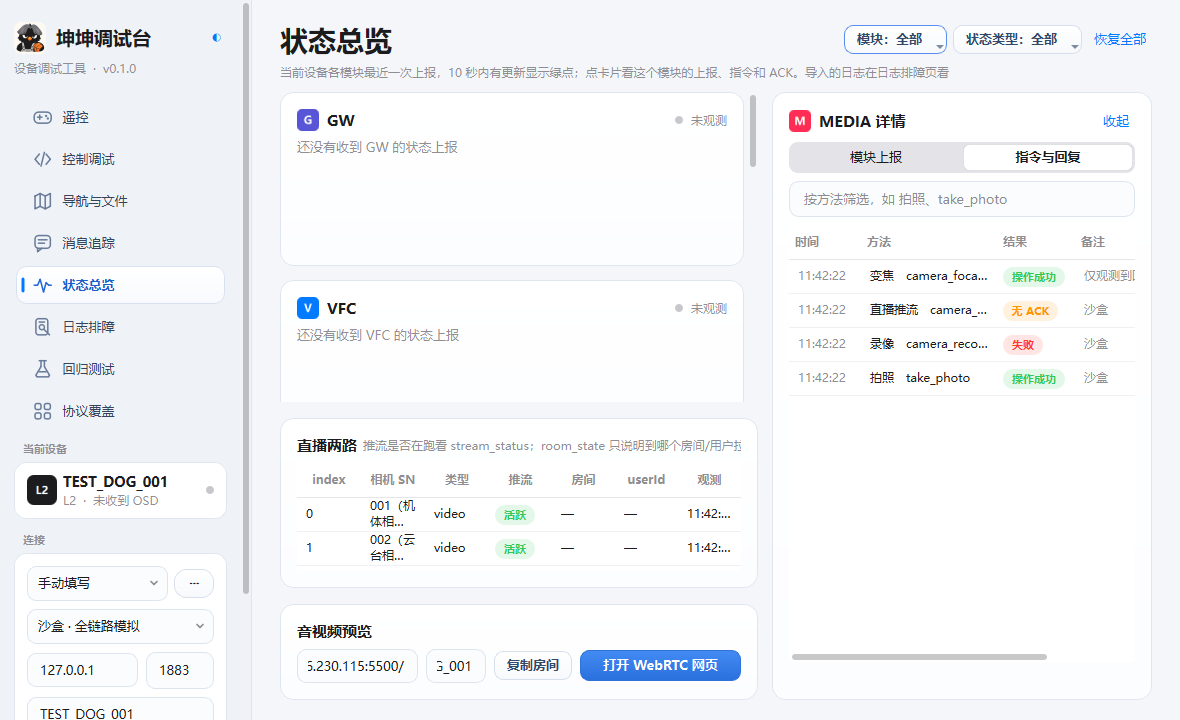 坤坤调试台
设备调试工具 · v0.1.0
遥控
控制调试
导航与文件
消息追踪
状态总览
日志排障
回归测试
协议覆盖
当前设备
L2
TEST_DOG_001
L2 · 未收到 OSD
连接
手动填写
...
沙盒 · 全链路模拟
127.0.0.1
1883
TEST_DOG_001
状态总览
模块：全部
状态类型：全部
恢复全部
当前设备各模块最近一次上报，10 秒内有更新显示绿点；点卡片看这个模块的上报、指令和 ACK。导入的日志在日志排障页看
G GW
未观测
还没有收到 GW 的状态上报
V VFC
未观测
还没有收到 VFC 的状态上报
直播两路 推流是否在跑看 stream_status；room_state 只说明到哪个房间/用户
index 相机 SN 类型 推流 房间 userId 观测
0 001（机体相... video 活跃 — — 11:42:...
1 002（云台相... video 活跃 — — 11:42:...
音视频预览
5.230.115:5500/
G_001
复制房间
打开 WebRTC 网页
M MEDIA 详情
收起
模块上报
指令与回复
按方法筛选，如 拍照、take_photo
时间 方法 结果 备注
11:42:22 变焦 camera_foca... 操作成功 仅观测到
11:42:22 直播推流 camera_... 无 ACK 沙盒
11:42:22 录像 camera_reco... 失败 沙盒
11:42:22 拍照 take_photo 操作成功 沙盒